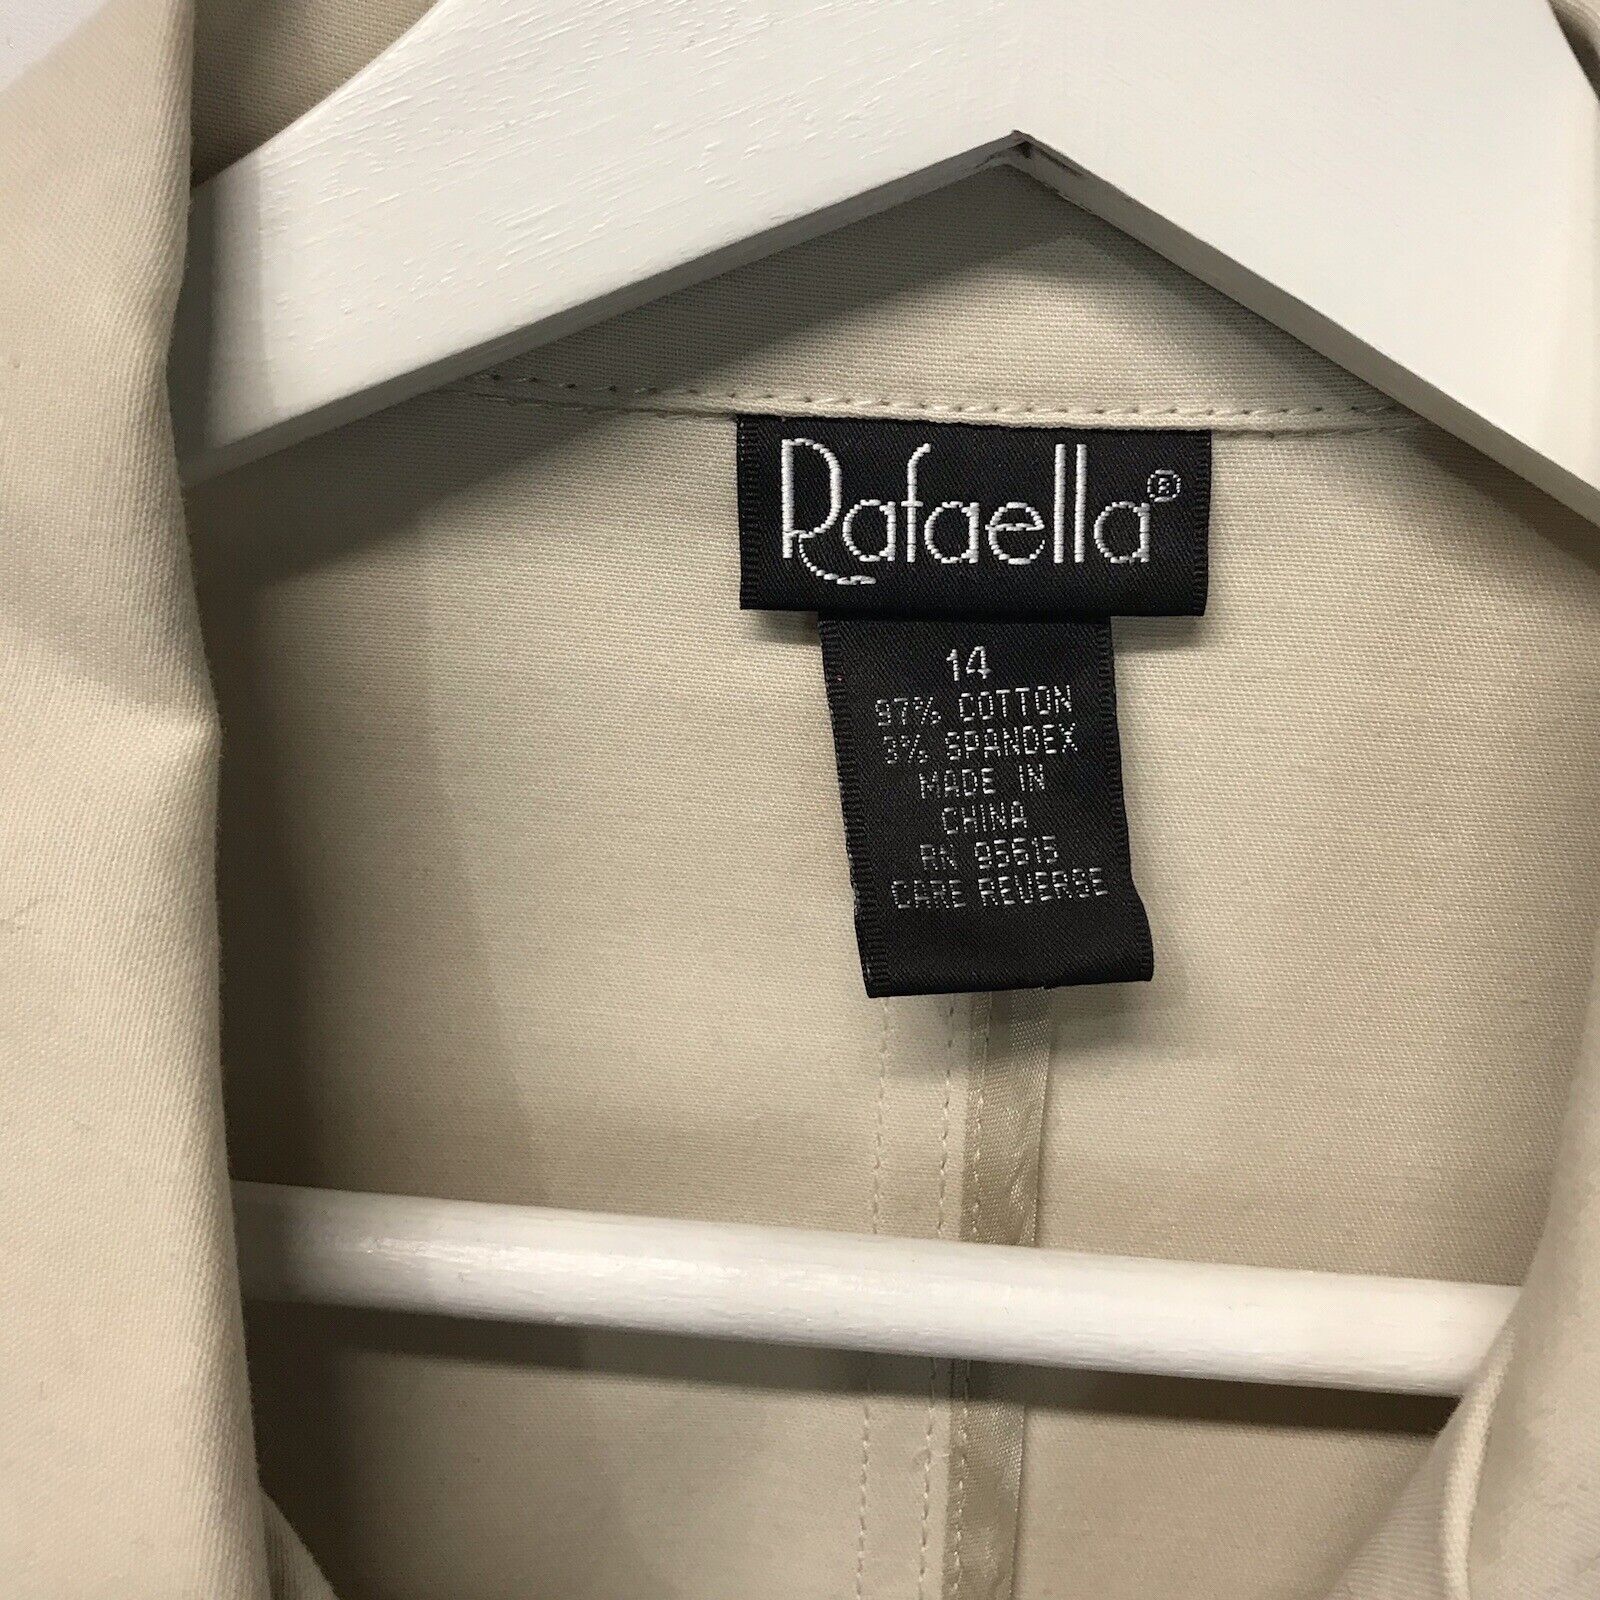 Rafaella®
14
97% COTTON
3% SPANDEX
MADE IN
CHINA
RN 95615
CARE REVERSE